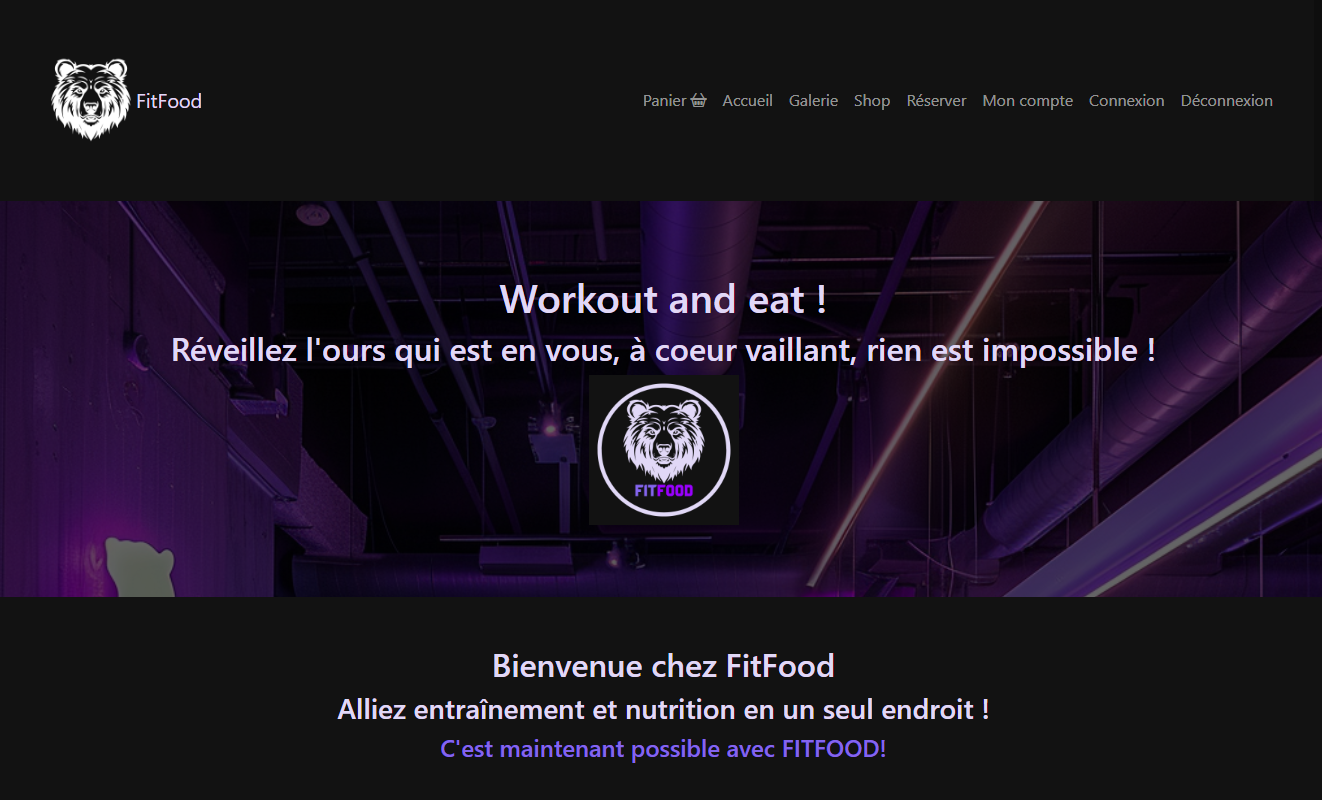 FitFood
Panier Accueil Galerie Shop Réserver Mon compte Connexion Déconnexion
Workout and eat !
Réveillez l'ours qui est en vous, à coeur vaillant, rien est impossible !
FITFOOD
Bienvenue chez FitFood
Alliez entraînement et nutrition en un seul endroit !
C'est maintenant possible avec FITFOOD!